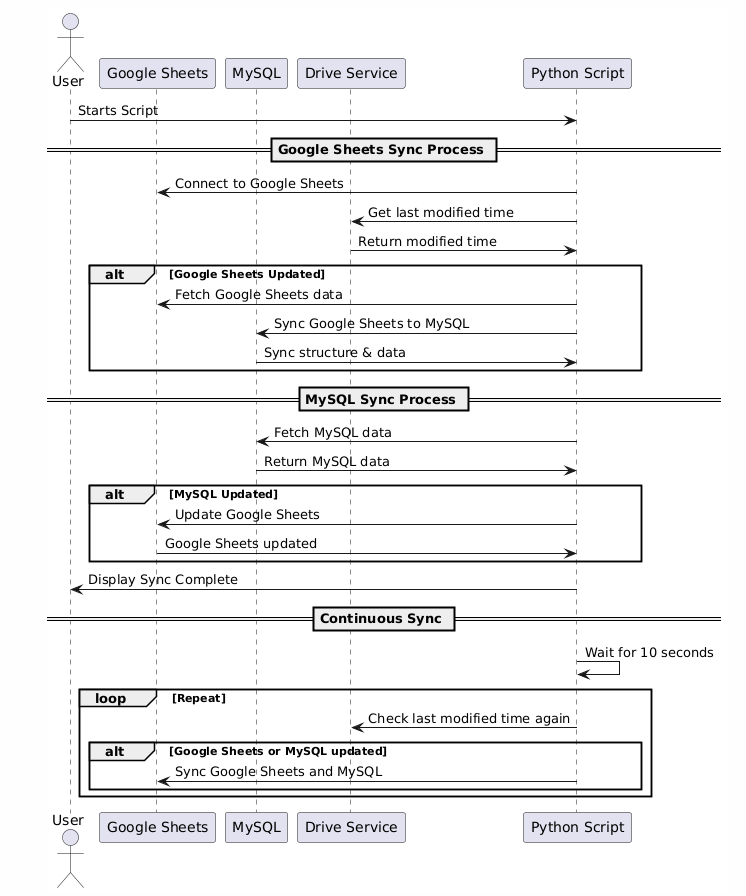 User
Google Sheets
MySQL
Drive Service
Python Script
Starts Script
Google Sheets Sync Process
Connect to Google Sheets
Get last modified time
Return modified time
alt
[Google Sheets Updated]
Fetch Google Sheets data
Sync Google Sheets to MySQL
Sync structure & data
MySQL Sync Process
Fetch MySQL data
Return MySQL data
alt
[MySQL Updated]
Update Google Sheets
Google Sheets updated
Display Sync Complete
Continuous Sync
Wait for 10 seconds
loop
[Repeat]
Check last modified time again
alt
[Google Sheets or MySQL updated]
Sync Google Sheets and MySQL
User
Google Sheets
MySQL
Drive Service
Python Script